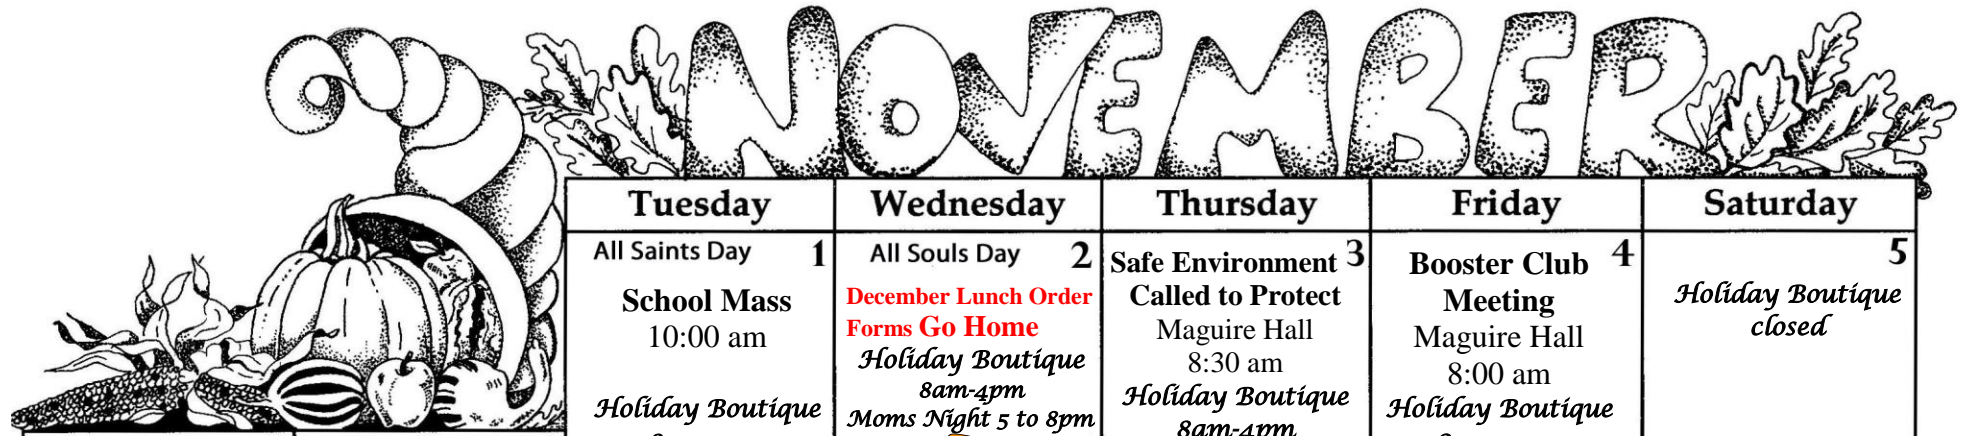 NOVEMBER
Tuesday Wednesday Thursday Friday Saturday
All Saints Day 1
School Mass
10:00 am
Holiday Boutique
All Souls Day 2
December Lunch Order
Forms Go Home
Holiday Boutique
8am-4pm
Moms Night 5 to 8pm
Safe Environment 3
Called to Protect
Maguire Hall
8:30 am
Holiday Boutique
8am-4pm
Booster Club 4
Meeting
Maguire Hall
8:00 am
Holiday Boutique
5
Holiday Boutique
closed